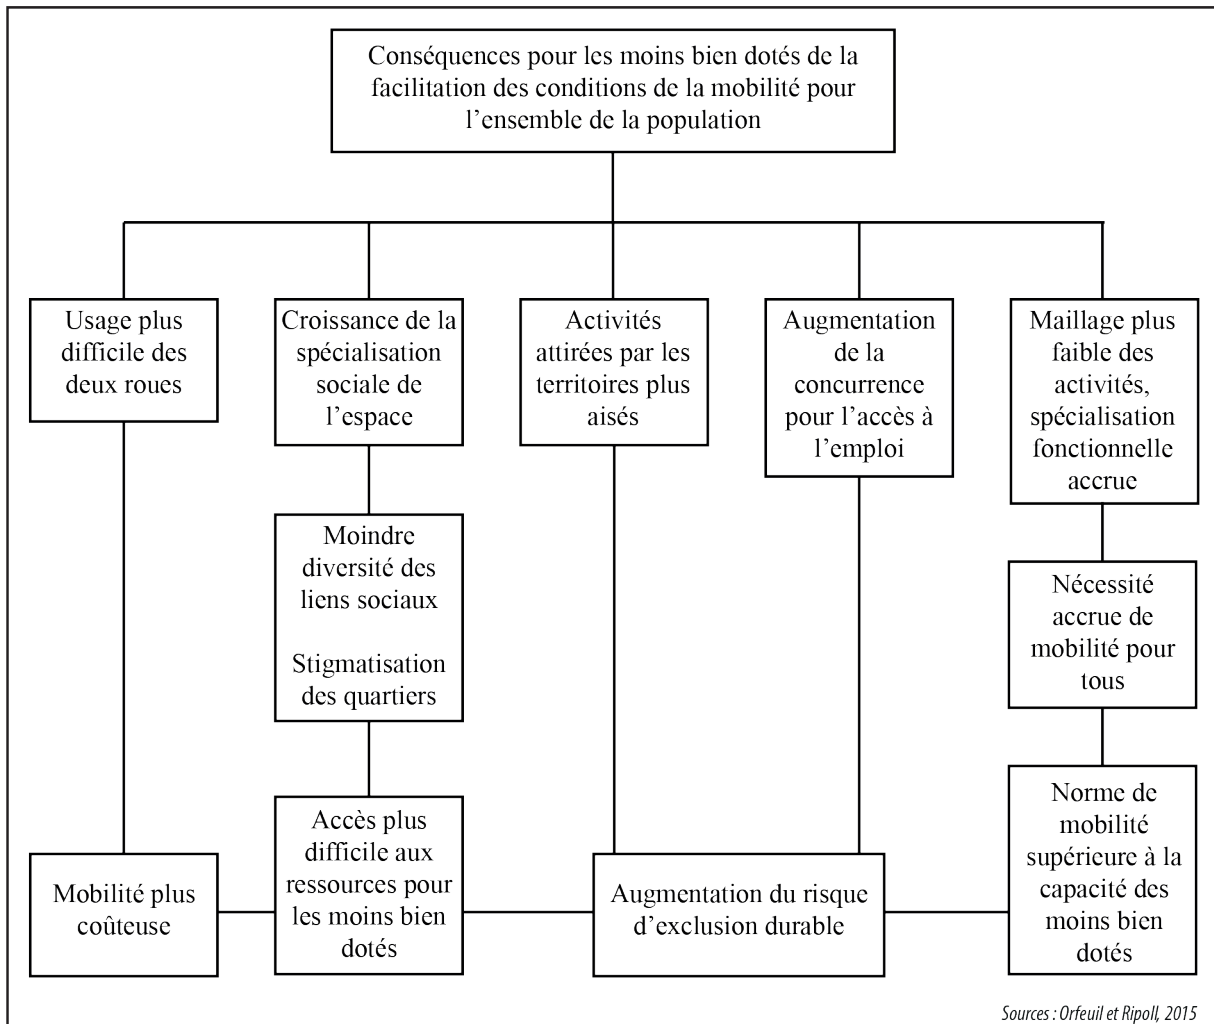 Conséquences pour les moins bien dotés de la
facilitation des conditions de la mobilité pour
l'ensemble de la population
Usage plus
difficile des
deux roues
Croissance de la
spécialisation
sociale de
l'espace
Activités
attirées par les
territoires plus
aisés
Augmentation
de la
concurrence
pour l'accès à
l'emploi
Maillage plus
faible des
activités,
spécialisation
fonctionnelle
accrue
Moindre
diversité des
liens sociaux
Stigmatisation
des quartiers
Nécessité
accrue de
mobilité pour
tous
Mobilité plus
coûteuse
Accès plus
difficile aux
ressources pour
les moins bien
dotés
Augmentation du risque
d'exclusion durable
Norme de
mobilité
supérieure à la
capacité des
moins bien
dotés
Sources : Orfeuil et Ripoll, 2015